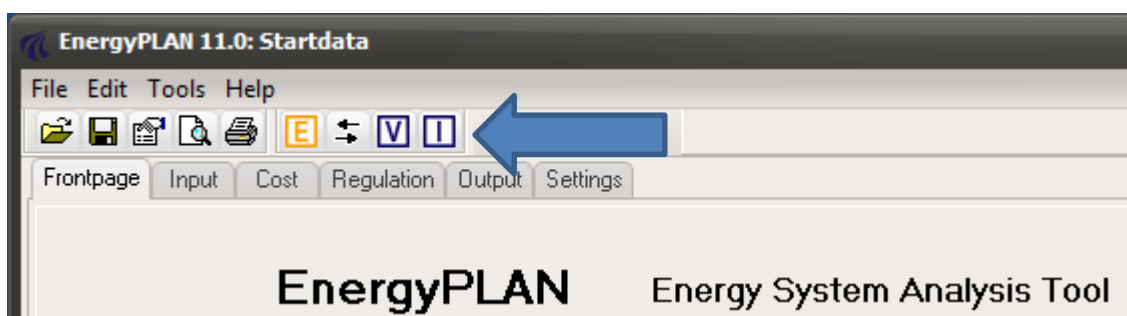 EnergyPLAN 11.0: Startdata
File Edit Tools Help
E V I
Frontpage Input Cost Regulation Output Settings
EnergyPLAN Energy System Analysis Tool